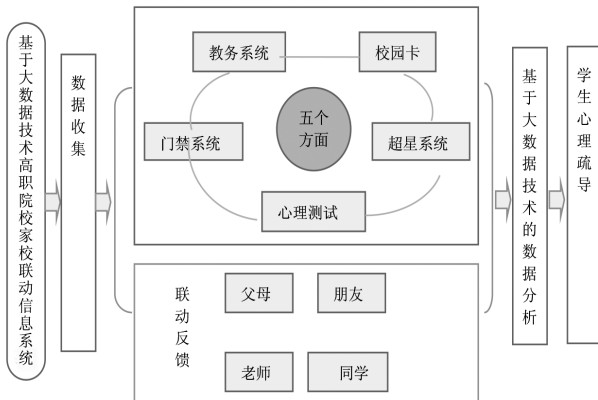 基于大数据技术高职院校家校联动信息系统
数据收集
教务系统
校园卡
五个
方面
门禁系统
超星系统
心理测试
联动反馈
父母
朋友
老师
同学
基于大数据技术的数据分析
学生心理疏导